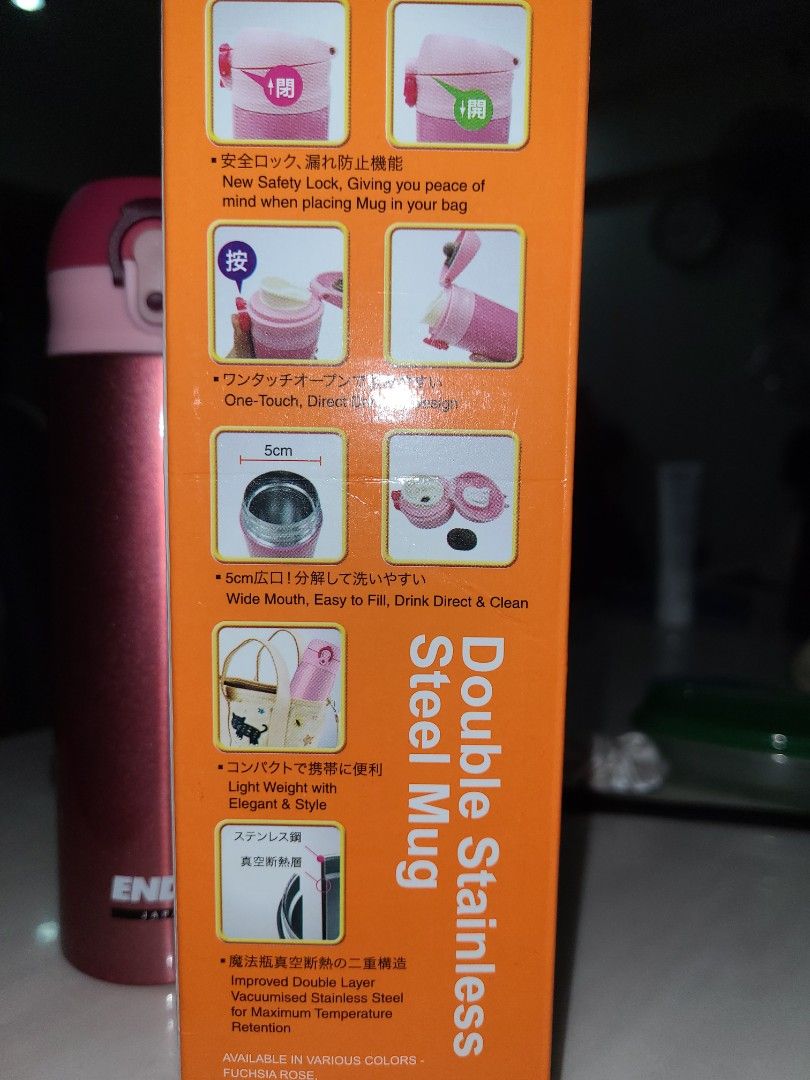 ↑閉
↓開
▪安全ロック、漏れ防止機能
New Safety Lock, Giving you peace of
mind when placing Mug in your bag
按
▪ワンタッチオープンで
One-Touch, Direct
5cm
▪5cm広口!分解して洗いやすい
Wide Mouth, Easy to Fill, Drink Direct & Clean
Double Stainless
Steel Mug
▪コンパクトで携帯に便利
Light Weight with
Elegant & Style
ステンレス鋼
真空断熱層
▪魔法瓶真空断熱の二重構造
Improved Double Layer
Vacuumised Stainless Steel
for Maximum Temperature
Retention
AVAILABLE IN VARIOUS COLORS -
FUCHSIA ROSE,
END
JAP